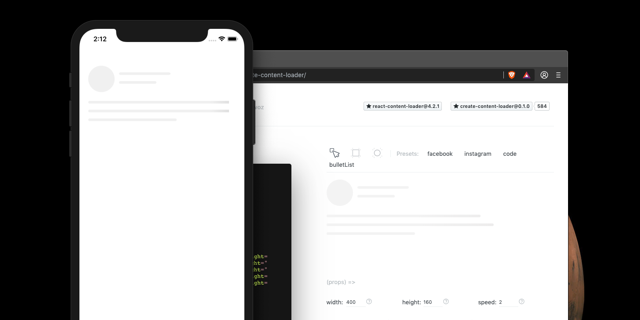 2:12
e-content-loader/
react-content-loader@4.2.1
create-content-loader@0.1.0
584
Presets: facebook instagram code
bulletList
ght=
ht="
ht="
ght=
ght=
(props) =>
width: 400
height: 160
speed: 2